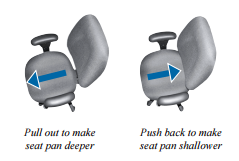 Pull out to make
seat pan deeper
Push back to make
seat pan shallower